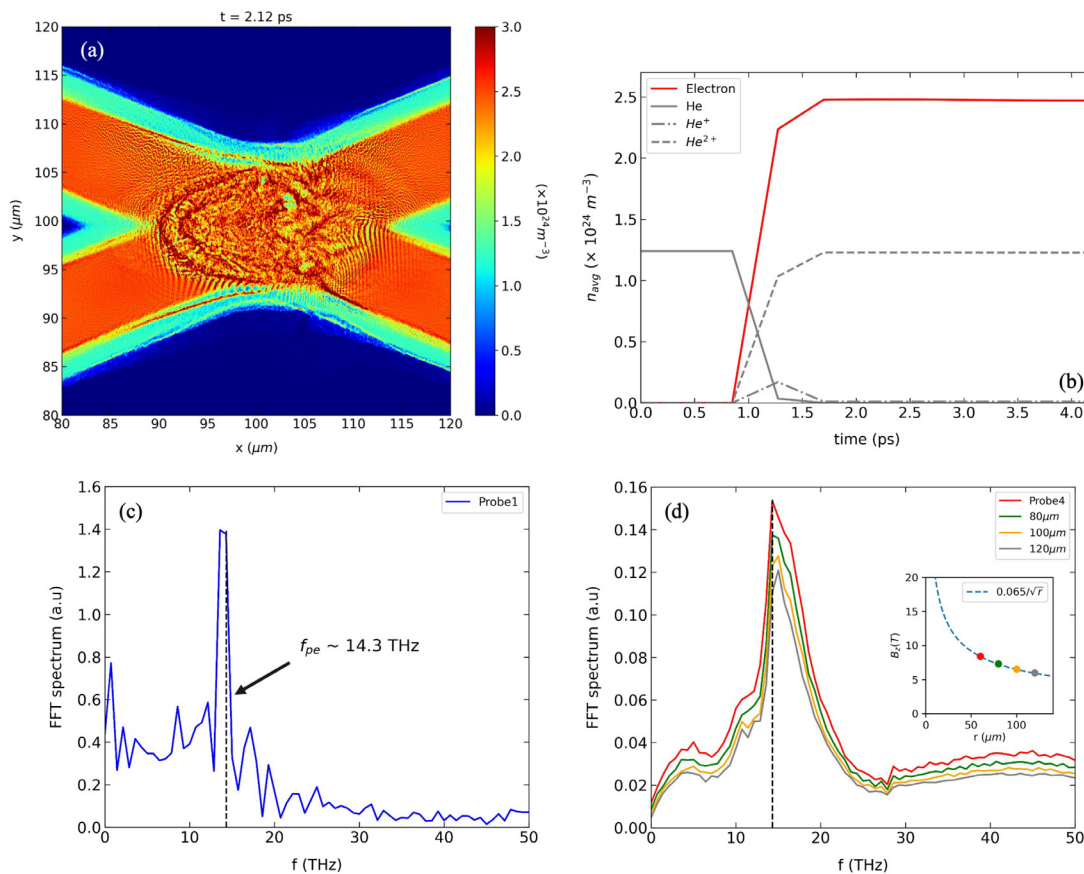 t = 2.12 ps
(a)
120
115
110
105
100
95
90
85
80
y (μm)
80 85 90 95 100 105 110 115 120
x (μm)
3.0
2.5
2.0
1.5
1.0
0.5
0.0
(×10²⁴m⁻³)
Electron
He
He⁺
He²⁺
2.5
2.0
1.5
1.0
0.5
0.0
n_avg (× 10²⁴ m⁻³)
(b)
0.0 0.5 1.0 1.5 2.0 2.5 3.0 3.5 4.0
time (ps)
(c)
Probe1
1.6
1.4
1.2
1.0
0.8
0.6
0.4
0.2
0.0
FFT spectrum (a.u)
f_pe ~ 14.3 THz
0 10 20 30 40 50
f (THz)
(d)
Probe4
80μm
100μm
120μm
0.16
0.14
0.12
0.10
0.08
0.06
0.04
0.02
0.00
FFT spectrum (a.u)
0.065/√r
20
15
10
5
0
B_z(T)
0 50 100
r (μm)
0 10 20 30 40 50
f (THz)